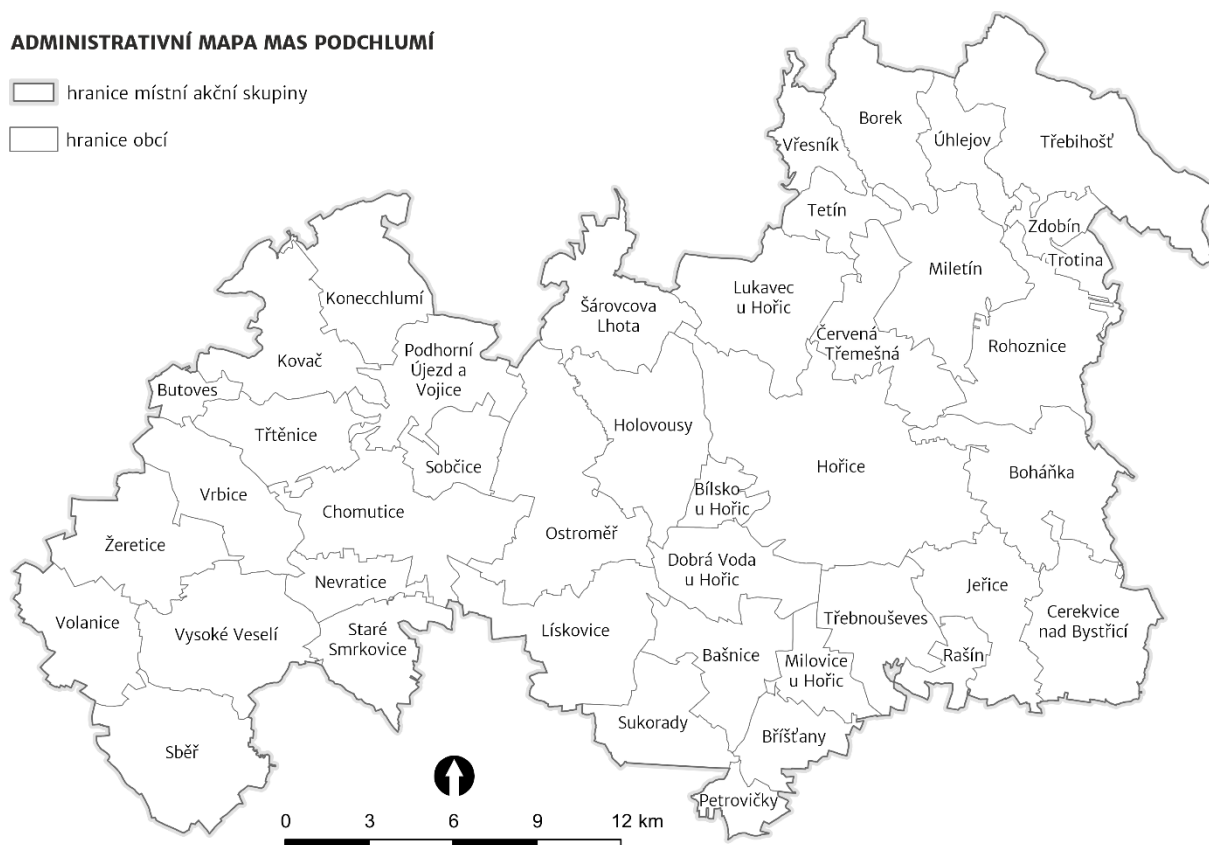 ADMINISTRATIVNÍ MAPA MAS PODCHLUMÍ
hranice místní akční skupiny
hranice obcí
Borek
Vřesník
Úhlejov
Třebihošť
Tetín
Zdobín
Trotina
Miletín
Lukavec
u Hořic
Konecchlumí
Šárovcova
Lhota
Červená
Třemešná
Rohoznice
Kovač
Podhorní
Újezd a
Vojice
Butoves
Třtěnice
Holovousy
Sobčice
Hořice
Boháňka
Vrbice
Bílsko
u Hořic
Chomutice
Ostroměř
Žeretice
Dobrá Voda
u Hořic
Nevratice
Jeřice
Volanice
Vysoké Veselí
Staré
Smrkovice
Lískovice
Třebnouševes
Cerekvice
nad Bystřicí
Bašnice
Milovice
u Hořic
Rašín
Sukorady
Bříšťany
Sběř
Petrovičky
0 3 6 9 12 km